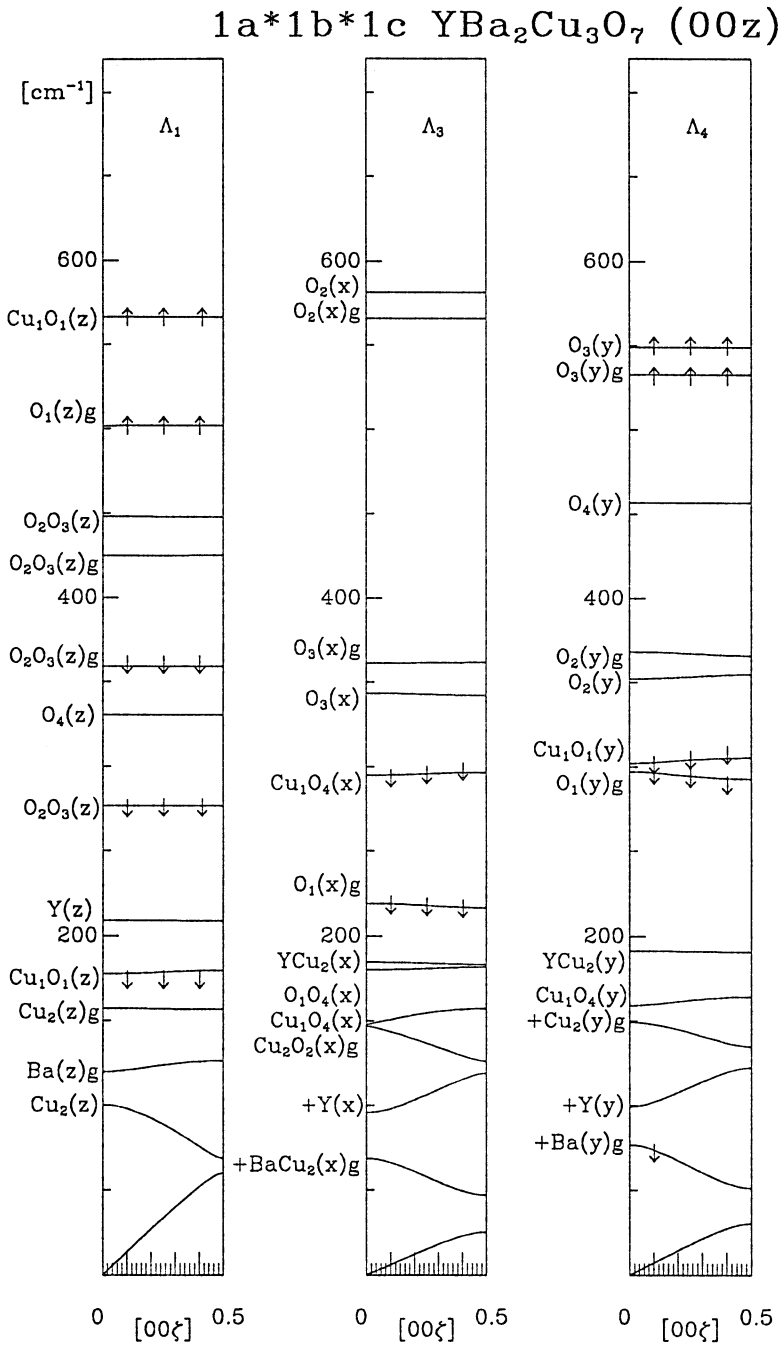 1a*1b*1c YBa₂Cu₃O₇ (00z)
[cm⁻¹]
Λ₁
600
Cu₁O₁(z)
O₁(z)g
O₂O₃(z)
O₂O₃(z)g
400
O₂O₃(z)g
O₄(z)
O₂O₃(z)
Y(z)
200
Cu₁O₁(z)
Cu₂(z)g
Ba(z)g
Cu₂(z)
0
0.5
[00ζ]
Λ₃
600
O₂(x)
O₂(x)g
400
O₃(x)g
O₃(x)
Cu₁O₄(x)
O₁(x)g
200
YCu₂(x)
O₁O₄(x)
Cu₁O₄(x)
Cu₂O₂(x)g
+Y(x)
+BaCu₂(x)g
0
0.5
[00ζ]
Λ₄
600
O₃(y)
O₃(y)g
O₄(y)
400
O₂(y)g
O₂(y)
Cu₁O₁(y)
O₁(y)g
200
YCu₂(y)
Cu₁O₄(y)
+Cu₂(y)g
+Y(y)
+Ba(y)g
0
0.5
[00ζ]